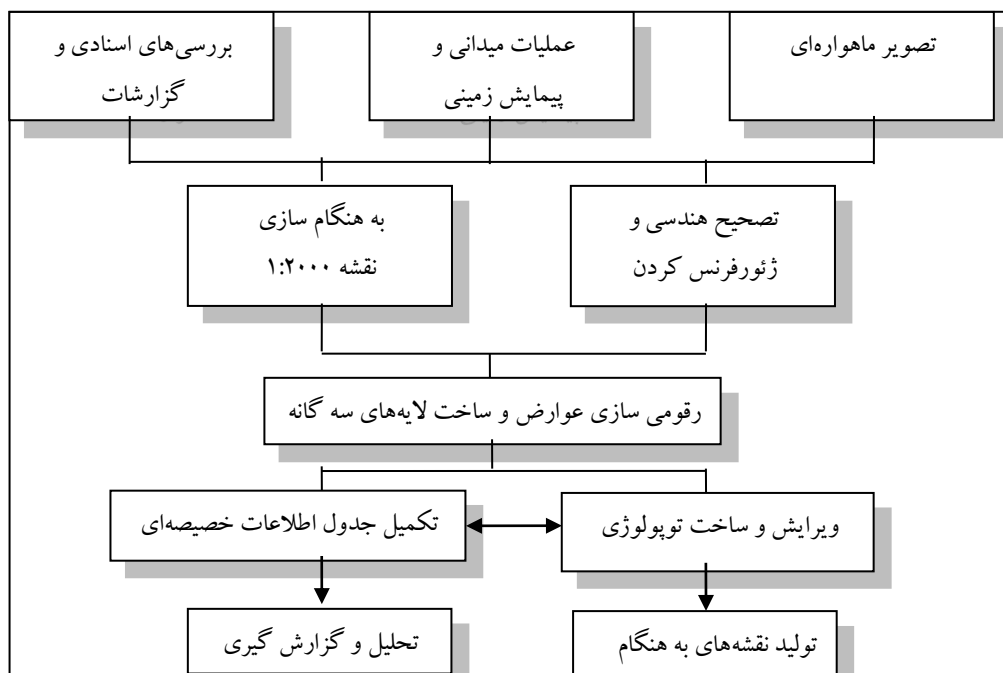 تصویر ماهواره‌ای
عملیات میدانی و
پیمایش زمینی
بررسی‌های اسنادی و
گزارشات
تصحیح هندسی و
ژئورفرنس کردن
به هنگام سازی
نقشه ۱:۲۰۰۰
رقومی سازی عوارض و ساخت لایه‌های سه گانه
ویرایش و ساخت توپولوژی
تکمیل جدول اطلاعات خصیصه‌ای
تولید نقشه‌های به هنگام
تحلیل و گزارش گیری